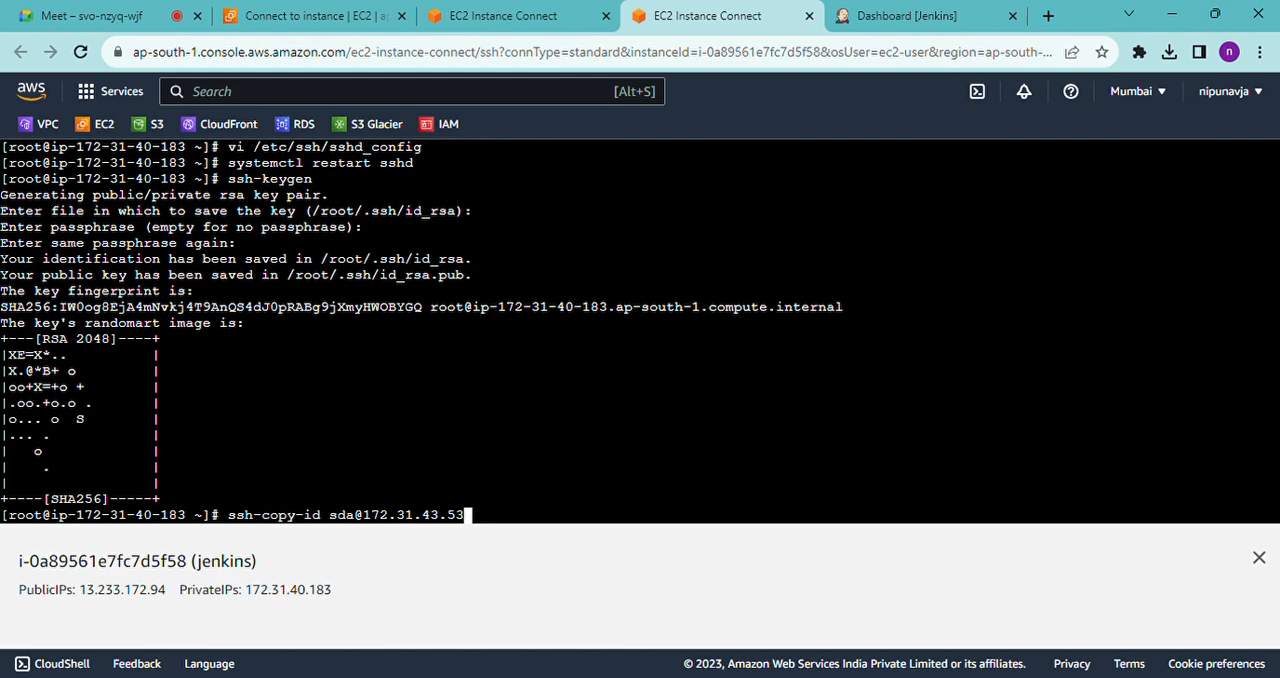 Meet – svo-nzyq-wjf
Connect to instance | EC2 | a
EC2 Instance Connect
EC2 Instance Connect
Dashboard [Jenkins]
ap-south-1.console.aws.amazon.com/ec2-instance-connect/ssh?connType=standard&instanceId=i-0a89561e7fc7d5f58&osUser=ec2-user&region=ap-south-...
n
aws
Services
Search
[Alt+S]
Mumbai
nipunavja
VPC
EC2
S3
CloudFront
RDS
S3 Glacier
IAM
[root@ip-172-31-40-183 ~]# vi /etc/ssh/sshd_config
[root@ip-172-31-40-183 ~]# systemctl restart sshd
[root@ip-172-31-40-183 ~]# ssh-keygen
Generating public/private rsa key pair.
Enter file in which to save the key (/root/.ssh/id_rsa):
Enter passphrase (empty for no passphrase):
Enter same passphrase again:
Your identification has been saved in /root/.ssh/id_rsa.
Your public key has been saved in /root/.ssh/id_rsa.pub.
The key fingerprint is:
SHA256:IW0og8EjA4mNvkj4T9AnQS4dJ0pRABg9jXmyHWOBYGQ root@ip-172-31-40-183.ap-south-1.compute.internal
The key's randomart image is:
+---[RSA 2048]----+
|XE=X*..          |
|X.@*B+ o         |
|oo+X=+o +        |
|.oo.+o.o .       |
|o... o  S        |
|... .            |
|   o             |
|    .            |
|                 |
+----[SHA256]-----+
[root@ip-172-31-40-183 ~]# ssh-copy-id sda@172.31.43.53
i-0a89561e7fc7d5f58 (jenkins)
PublicIPs: 13.233.172.94 PrivateIPs: 172.31.40.183
CloudShell
Feedback
Language
© 2023, Amazon Web Services India Private Limited or its affiliates.
Privacy
Terms
Cookie preferences